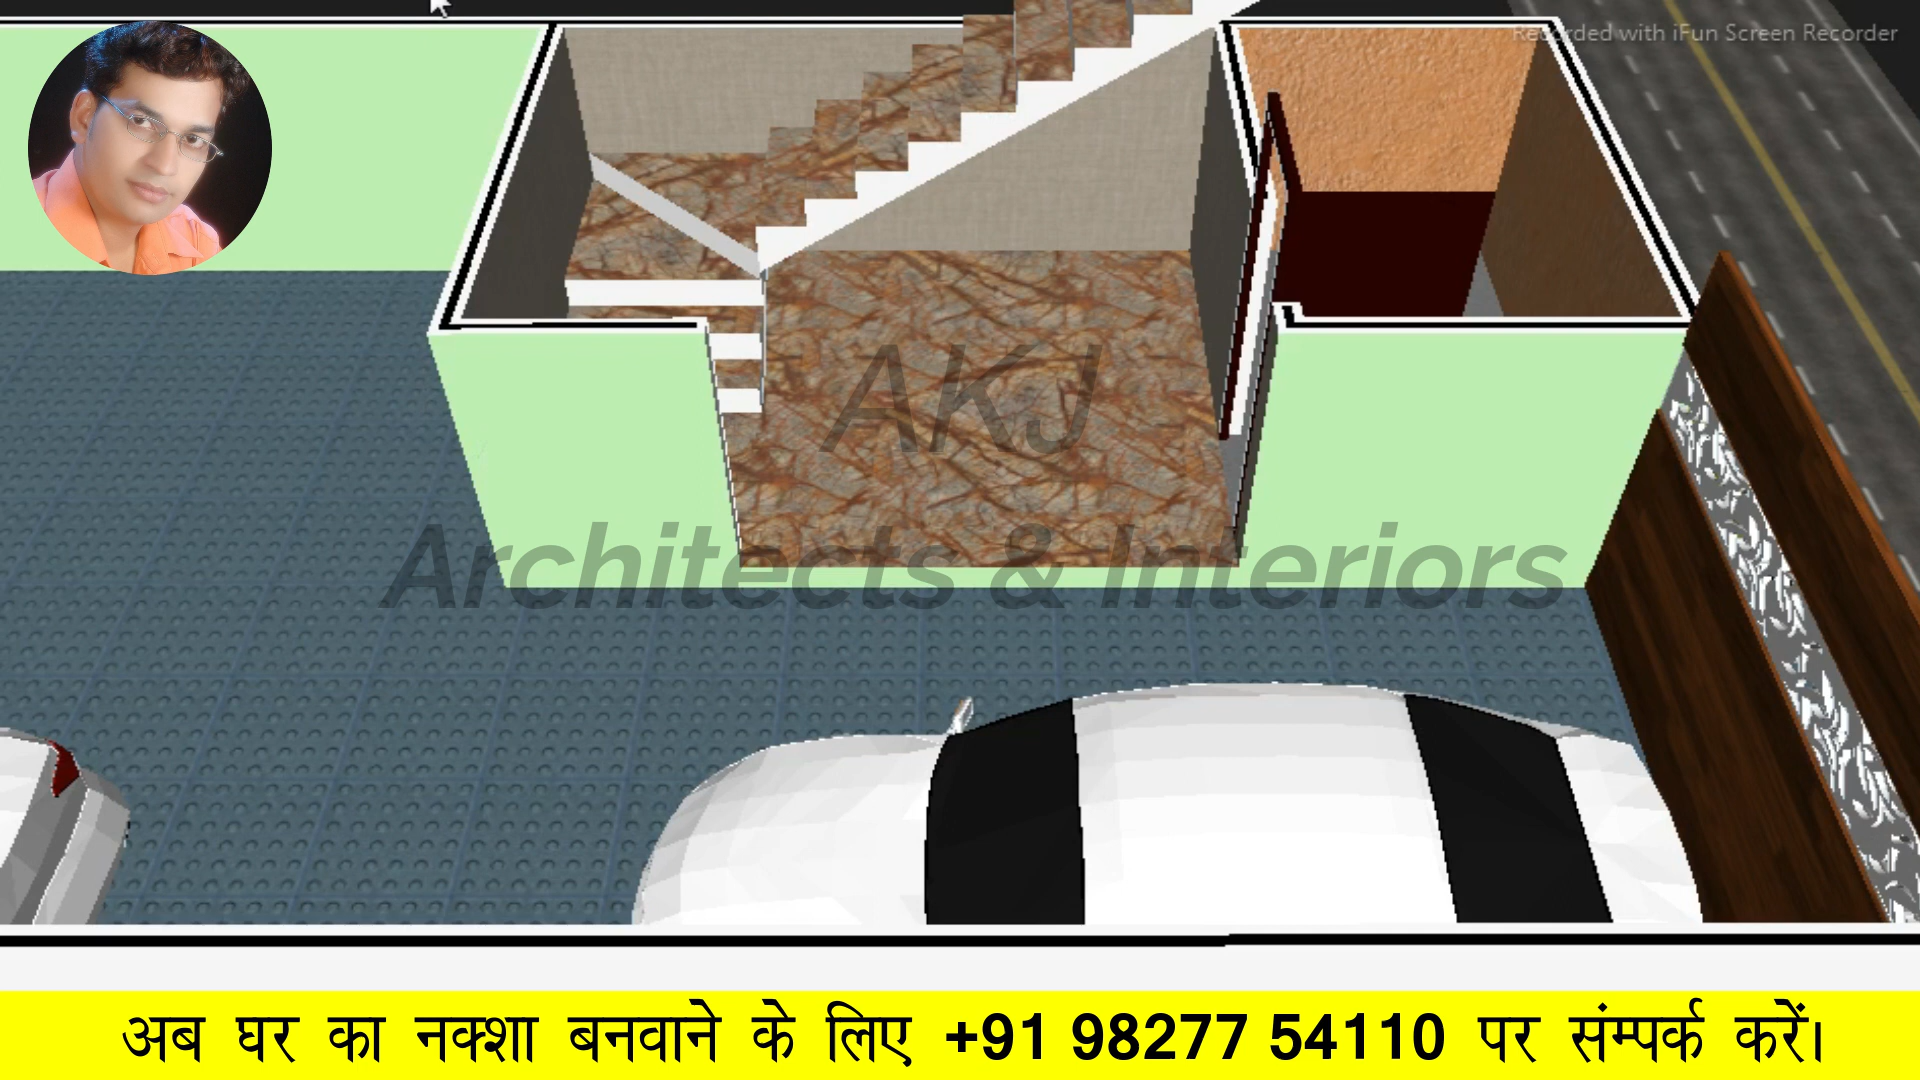 Recorded with iFun Screen Recorder
AKJ
Architects & Interiors
अब घर का नक्शा बनवाने के लिए +91 98277 54110 पर संम्पर्क करें।